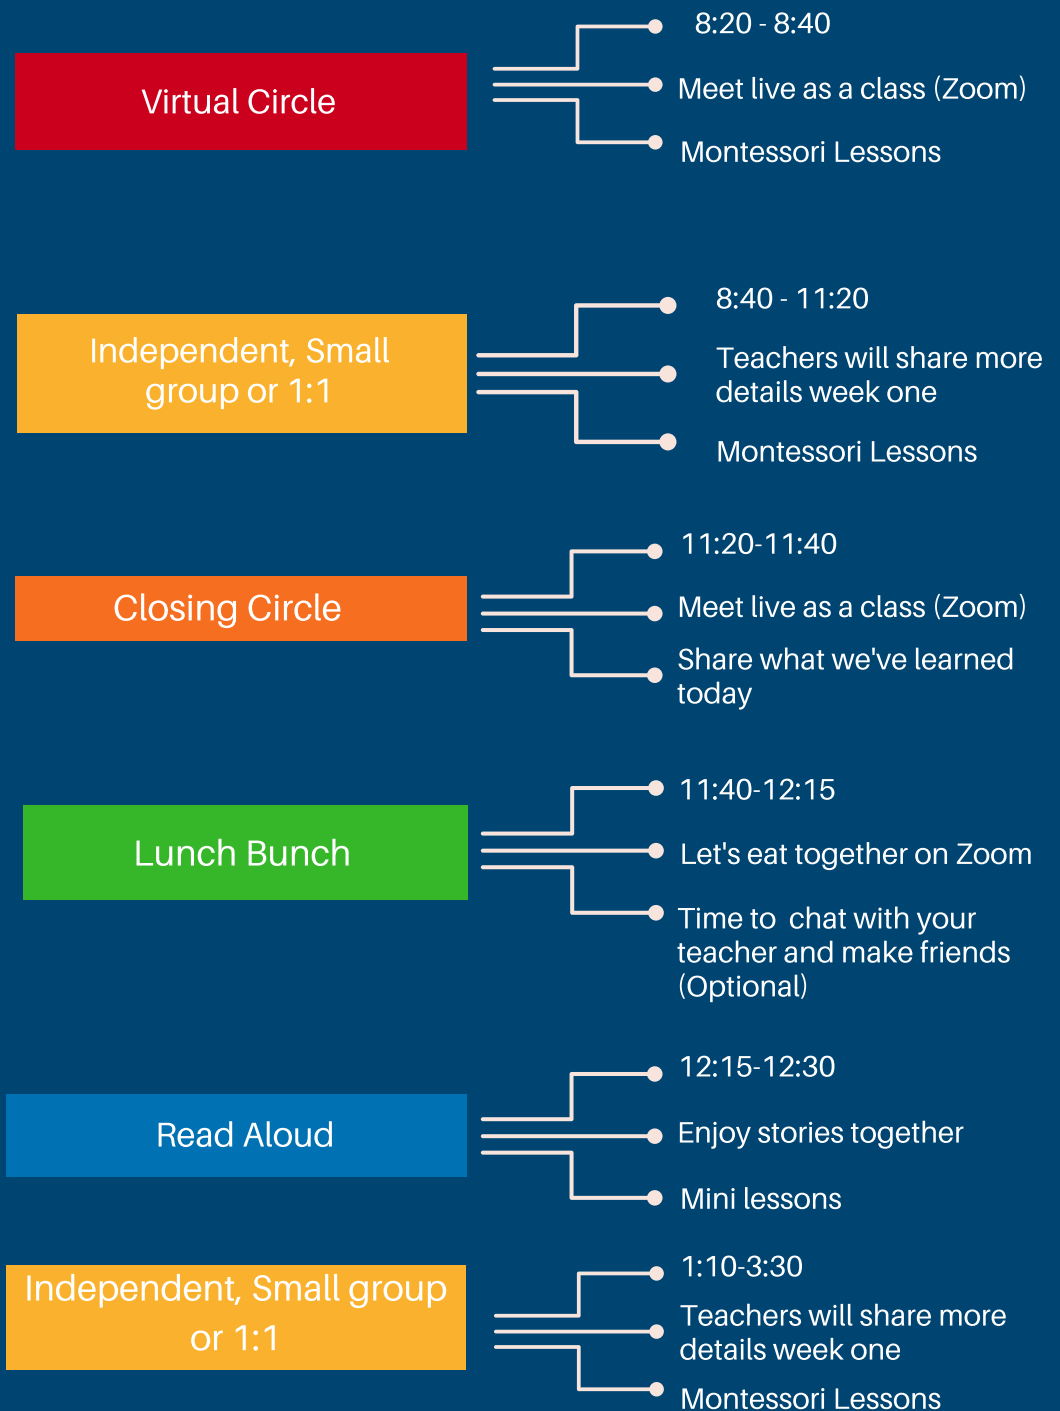 Virtual Circle
8:20 - 8:40
Meet live as a class (Zoom)
Montessori Lessons
Independent, Small
group or 1:1
8:40 - 11:20
Teachers will share more
details week one
Montessori Lessons
Closing Circle
11:20-11:40
Meet live as a class (Zoom)
Share what we've learned
today
Lunch Bunch
11:40-12:15
Let's eat together on Zoom
Time to  chat with your
teacher and make friends
(Optional)
Read Aloud
12:15-12:30
Enjoy stories together
Mini lessons
Independent, Small group
or 1:1
1:10-3:30
Teachers will share more
details week one
Montessori Lessons